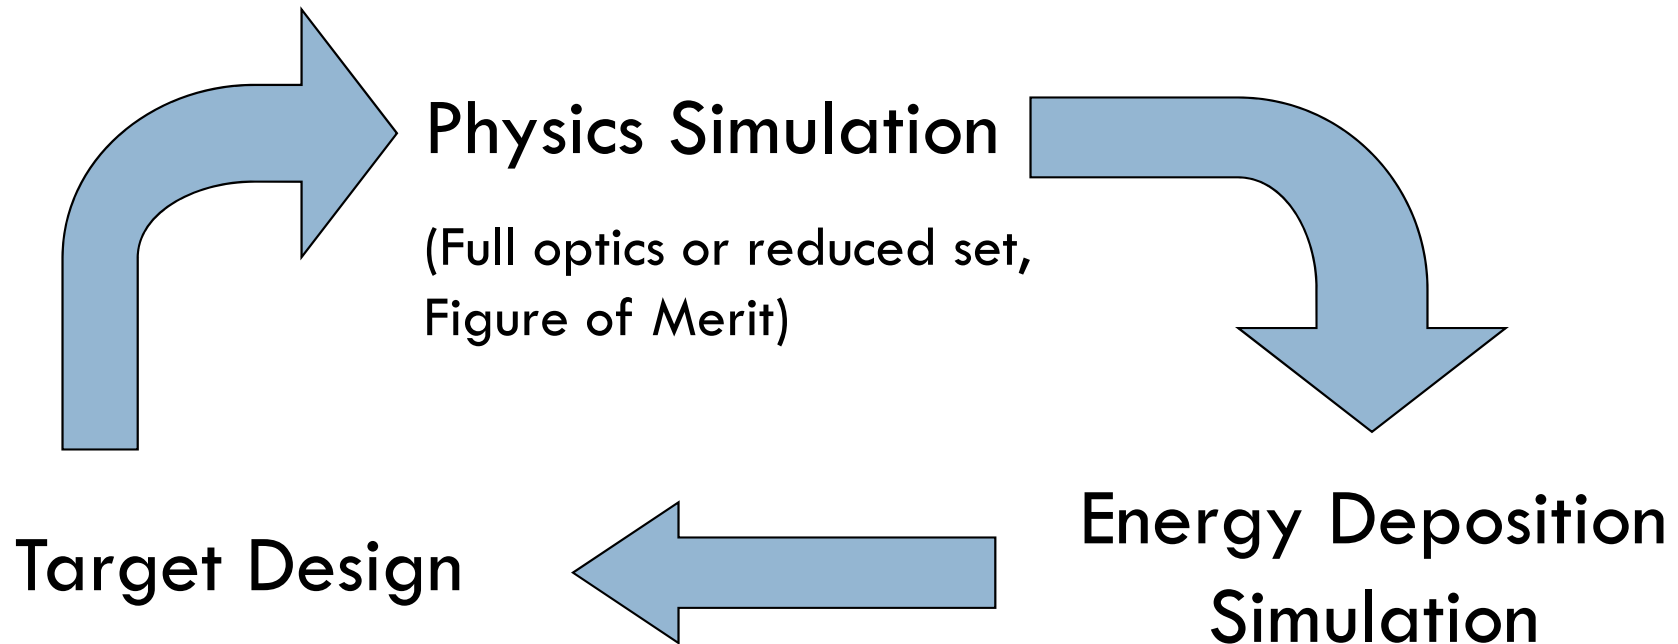 Physics Simulation
(Full optics or reduced set,
Figure of Merit)
Energy Deposition
Simulation
Target Design